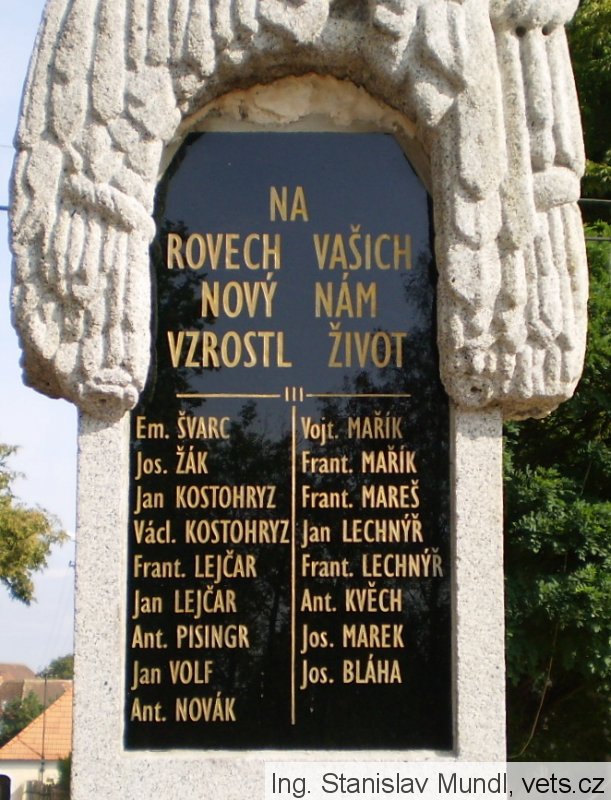 NA
ROVECH VAŠICH
NOVÝ NÁM
VZROSTL ŽIVOT
Em. ŠVARC
Jos. ŽÁK
Jan KOSTOHRYZ
Václ. KOSTOHRYZ
Frant. LEJČAR
Jan LEJČAR
Ant. PISINGR
Jan VOLF
Ant. NOVÁK
Vojt. MAŘÍK
Frant. MAŘÍK
Frant. MAREŠ
Jan LECHNÝŘ
Frant. LECHNÝŘ
Ant. KVĚCH
Jos. MAREK
Jos. BLÁHA
Ing. Stanislav Mundl, vets.cz